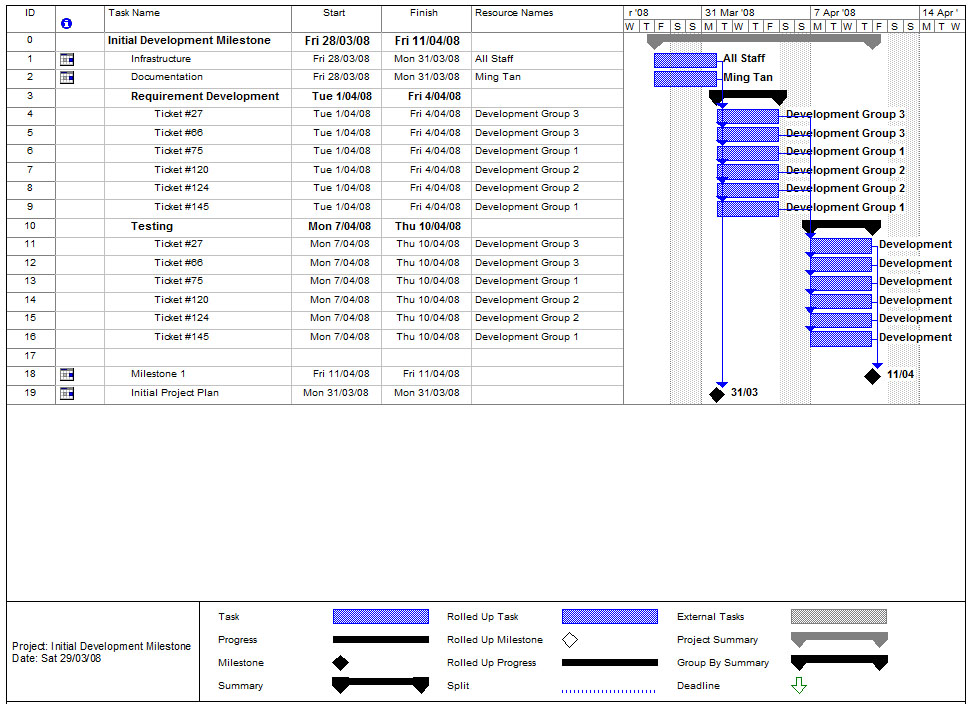 ID Task Name Start Finish Resource Names r '08 31 Mar '08 7 Apr '08 14 Apr '
W T F S S M T W T F S S M T W T F S S M T W
0 Initial Development Milestone Fri 28/03/08 Fri 11/04/08
1 Infrastructure Fri 28/03/08 Mon 31/03/08 All Staff All Staff
2 Documentation Fri 28/03/08 Mon 31/03/08 Ming Tan Ming Tan
3 Requirement Development Tue 1/04/08 Fri 4/04/08
4 Ticket #27 Tue 1/04/08 Fri 4/04/08 Development Group 3 Development Group 3
5 Ticket #66 Tue 1/04/08 Fri 4/04/08 Development Group 3 Development Group 3
6 Ticket #75 Tue 1/04/08 Fri 4/04/08 Development Group 1 Development Group 1
7 Ticket #120 Tue 1/04/08 Fri 4/04/08 Development Group 2 Development Group 2
8 Ticket #124 Tue 1/04/08 Fri 4/04/08 Development Group 2 Development Group 2
9 Ticket #145 Tue 1/04/08 Fri 4/04/08 Development Group 1 Development Group 1
10 Testing Mon 7/04/08 Thu 10/04/08
11 Ticket #27 Mon 7/04/08 Thu 10/04/08 Development Group 3 Development
12 Ticket #66 Mon 7/04/08 Thu 10/04/08 Development Group 3 Development
13 Ticket #75 Mon 7/04/08 Thu 10/04/08 Development Group 1 Development
14 Ticket #120 Mon 7/04/08 Thu 10/04/08 Development Group 2 Development
15 Ticket #124 Mon 7/04/08 Thu 10/04/08 Development Group 2 Development
16 Ticket #145 Mon 7/04/08 Thu 10/04/08 Development Group 1 Development
17
18 Milestone 1 Fri 11/04/08 Fri 11/04/08 11/04
19 Initial Project Plan Mon 31/03/08 Mon 31/03/08 31/03
Project: Initial Development Milestone
Date: Sat 29/03/08
Task Rolled Up Task External Tasks
Progress Rolled Up Milestone Project Summary
Milestone Rolled Up Progress Group By Summary
Summary Split Deadline